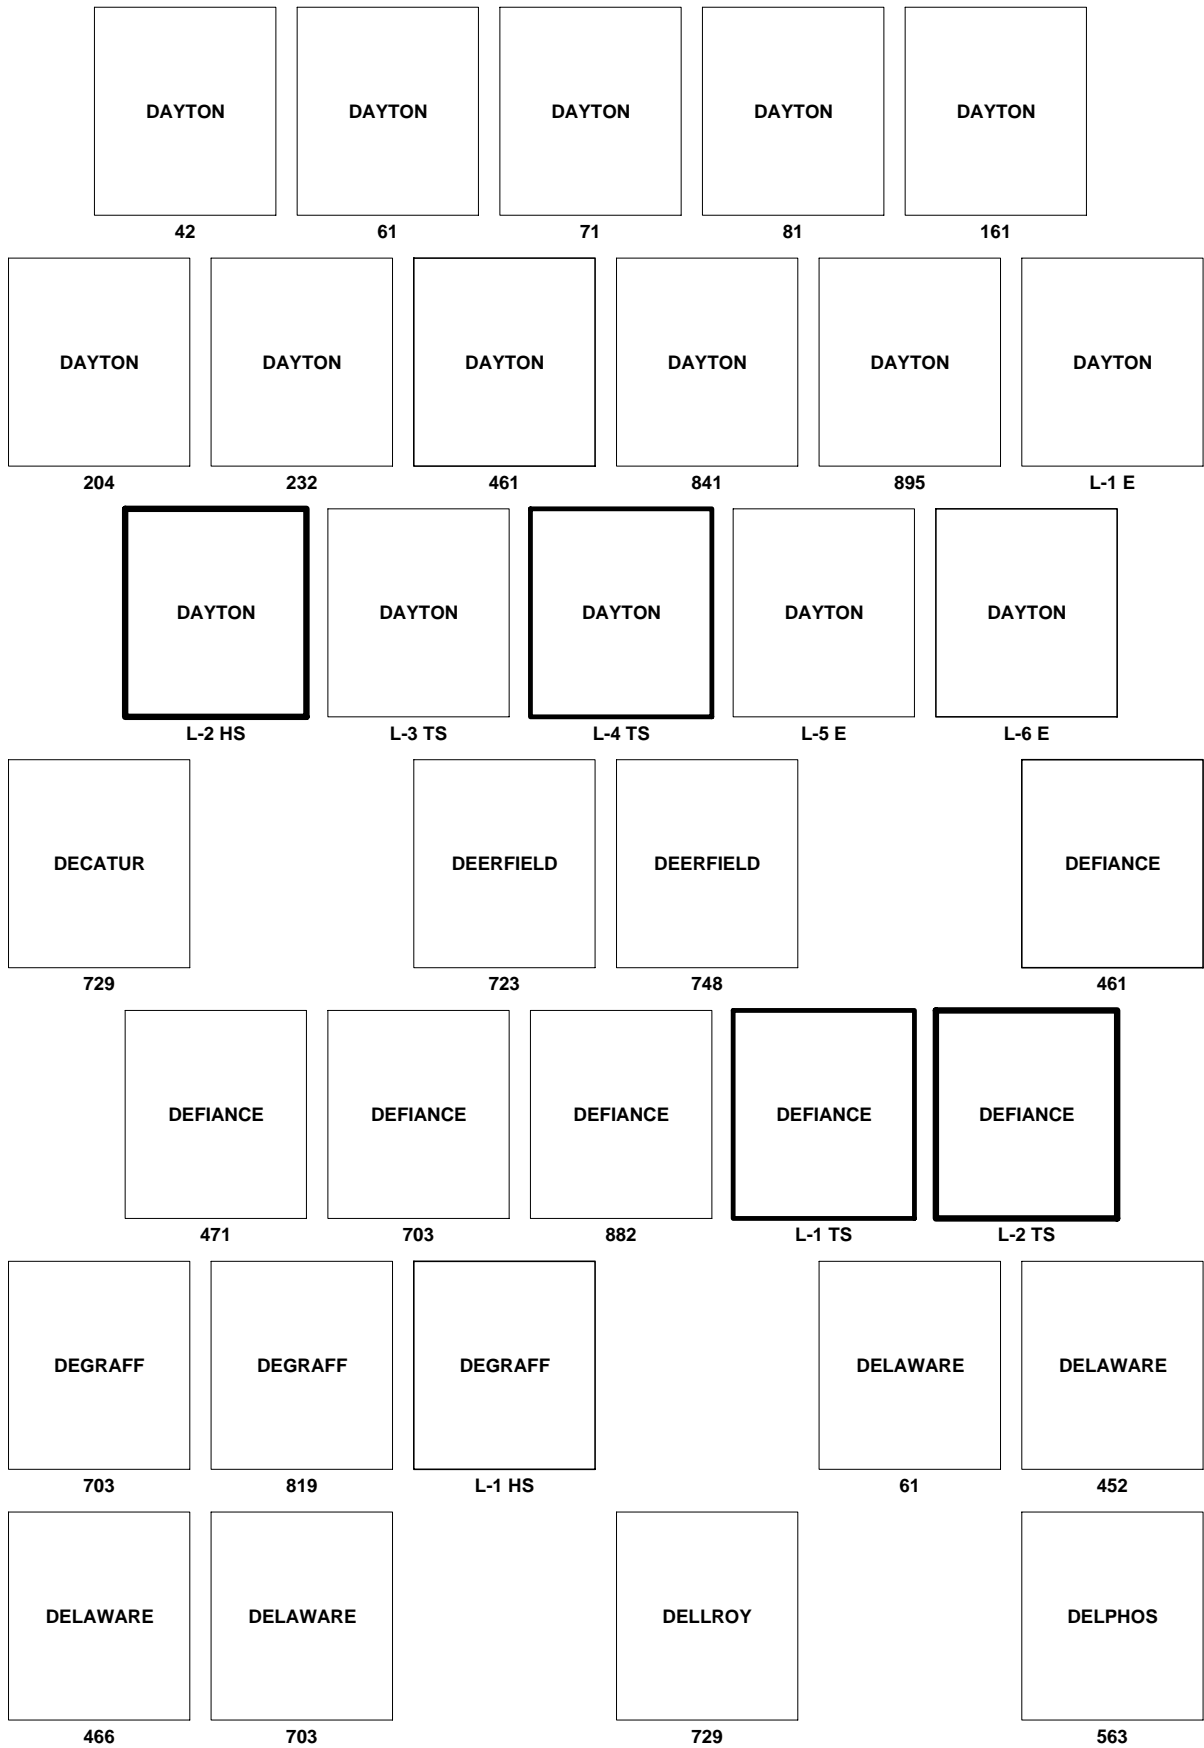 DAYTON DAYTON DAYTON DAYTON DAYTON
42 61 71 81 161
DAYTON DAYTON DAYTON DAYTON DAYTON DAYTON
204 232 461 841 895 L-1 E
DAYTON DAYTON DAYTON DAYTON DAYTON
L-2 HS L-3 TS L-4 TS L-5 E L-6 E
DECATUR DEERFIELD DEERFIELD DEFIANCE
729 723 748 461
DEFIANCE DEFIANCE DEFIANCE DEFIANCE DEFIANCE
471 703 882 L-1 TS L-2 TS
DEGRAFF DEGRAFF DEGRAFF DELAWARE DELAWARE
703 819 L-1 HS 61 452
DELAWARE DELAWARE DELLROY DELPHOS
466 703 729 563